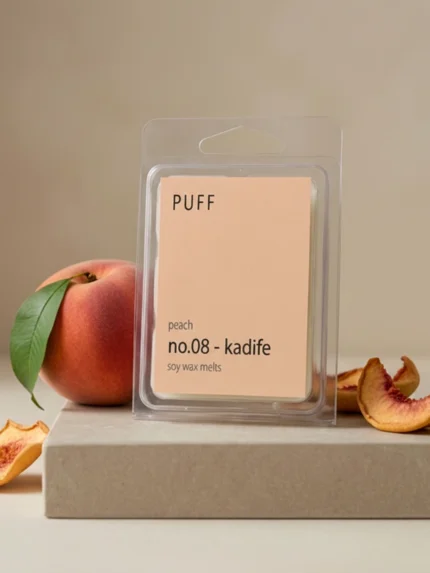 PUFF
peach
no.08 - kadife
soy wax melts